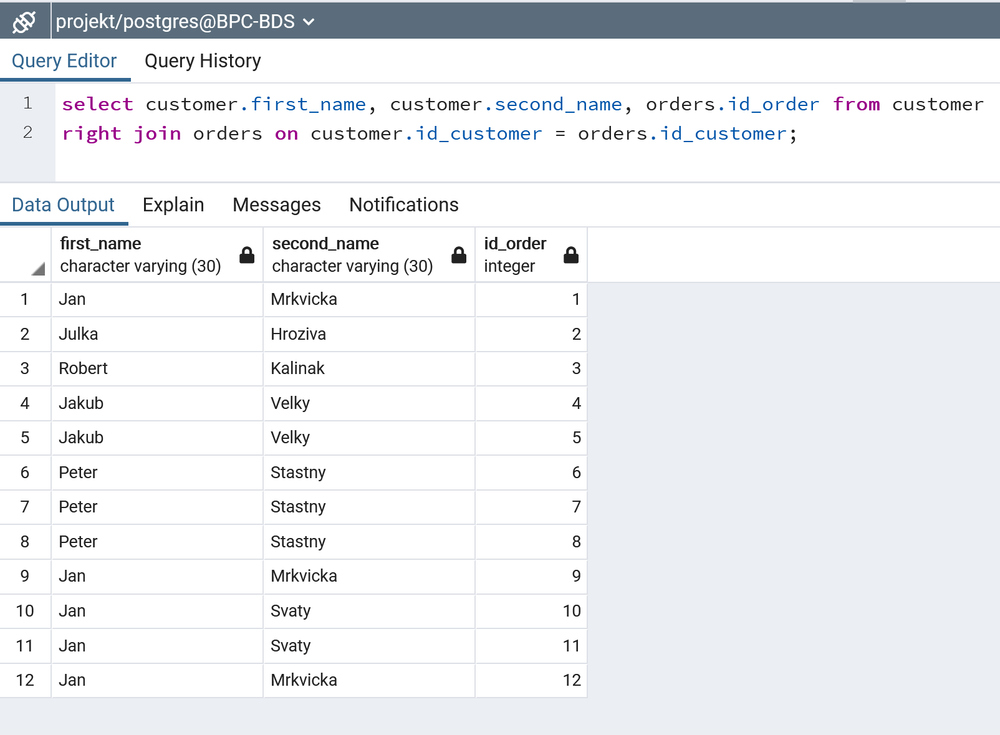 projekt/postgres@BPC-BDS
Query Editor Query History
1 select customer.first_name, customer.second_name, orders.id_order from customer
2 right join orders on customer.id_customer = orders.id_customer;
Data Output Explain Messages Notifications
first_name second_name id_order
character varying (30) character varying (30) integer
1 Jan Mrkvicka 1
2 Julka Hroziva 2
3 Robert Kalinak 3
4 Jakub Velky 4
5 Jakub Velky 5
6 Peter Stastny 6
7 Peter Stastny 7
8 Peter Stastny 8
9 Jan Mrkvicka 9
10 Jan Svaty 10
11 Jan Svaty 11
12 Jan Mrkvicka 12